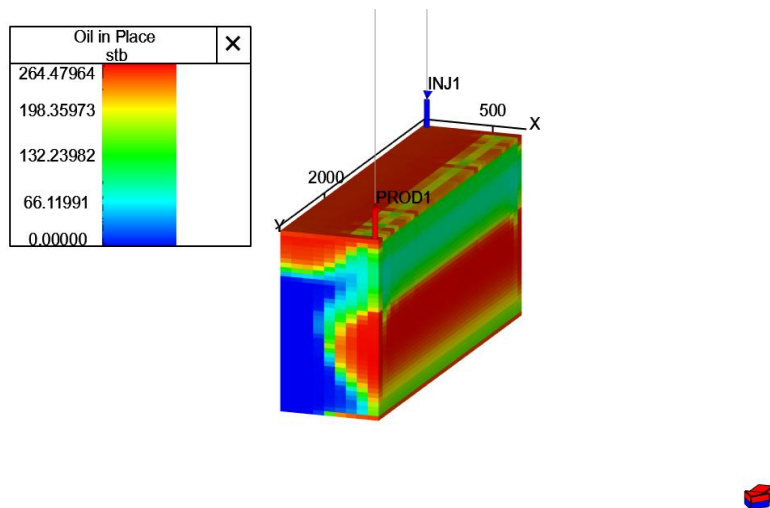 Oil in Place
stb
X
264.47964
198.35973
132.23982
66.11991
0.00000
INJ1
500
X
2000
PROD1
Y